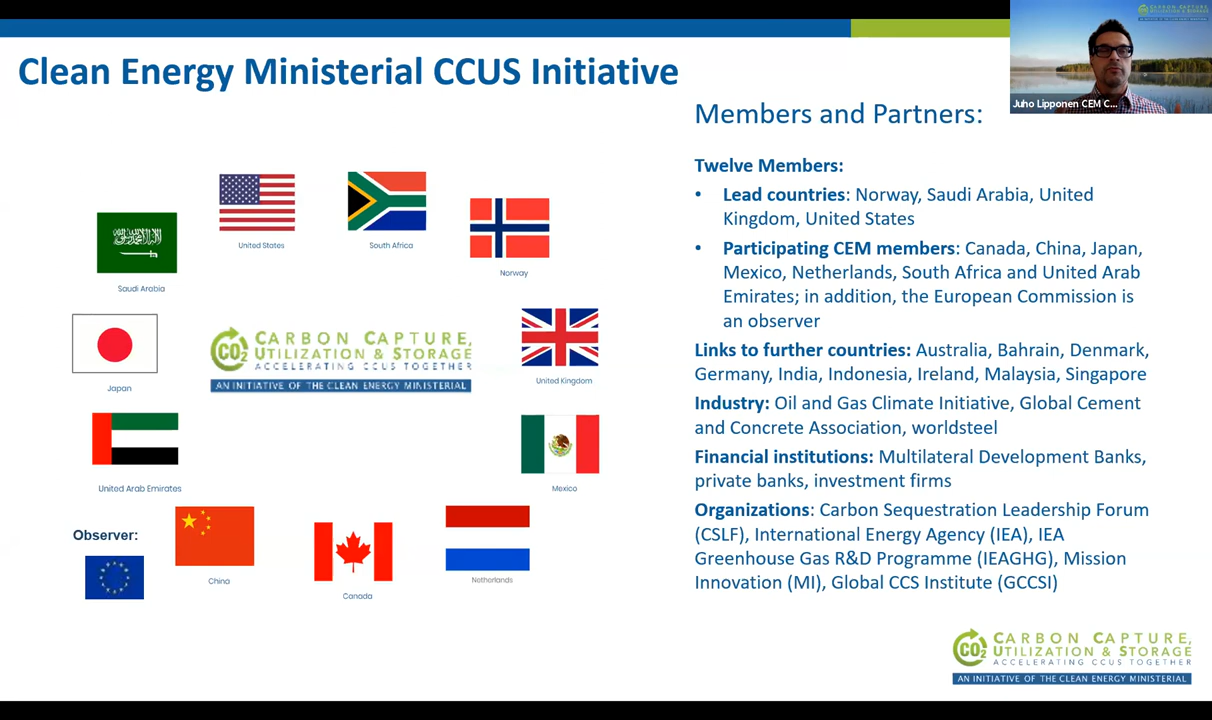 Clean Energy Ministerial CCUS Initiative
CARBON CAPTURE,
UTILIZATION & STORAGE
Juho Lipponen CEM C...
Members and Partners:
Twelve Members:
• Lead countries: Norway, Saudi Arabia, United
Kingdom, United States
• Participating CEM members: Canada, China, Japan,
Mexico, Netherlands, South Africa and United Arab
Emirates; in addition, the European Commission is
an observer
Links to further countries: Australia, Bahrain, Denmark,
Germany, India, Indonesia, Ireland, Malaysia, Singapore
Industry: Oil and Gas Climate Initiative, Global Cement
and Concrete Association, worldsteel
Financial institutions: Multilateral Development Banks,
private banks, investment firms
Organizations: Carbon Sequestration Leadership Forum
(CSLF), International Energy Agency (IEA), IEA
Greenhouse Gas R&D Programme (IEAGHG), Mission
Innovation (MI), Global CCS Institute (GCCSI)
United States
South Africa
Norway
Saudi Arabia
Japan
CO2
CARBON CAPTURE,
UTILIZATION & STORAGE
ACCELERATING CCUS TOGETHER
AN INITIATIVE OF THE CLEAN ENERGY MINISTERIAL
United Kingdom
United Arab Emirates
Mexico
Observer:
China
Canada
Netherlands
CO2
CARBON CAPTURE,
UTILIZATION & STORAGE
ACCELERATING CCUS TOGETHER
AN INITIATIVE OF THE CLEAN ENERGY MINISTERIAL